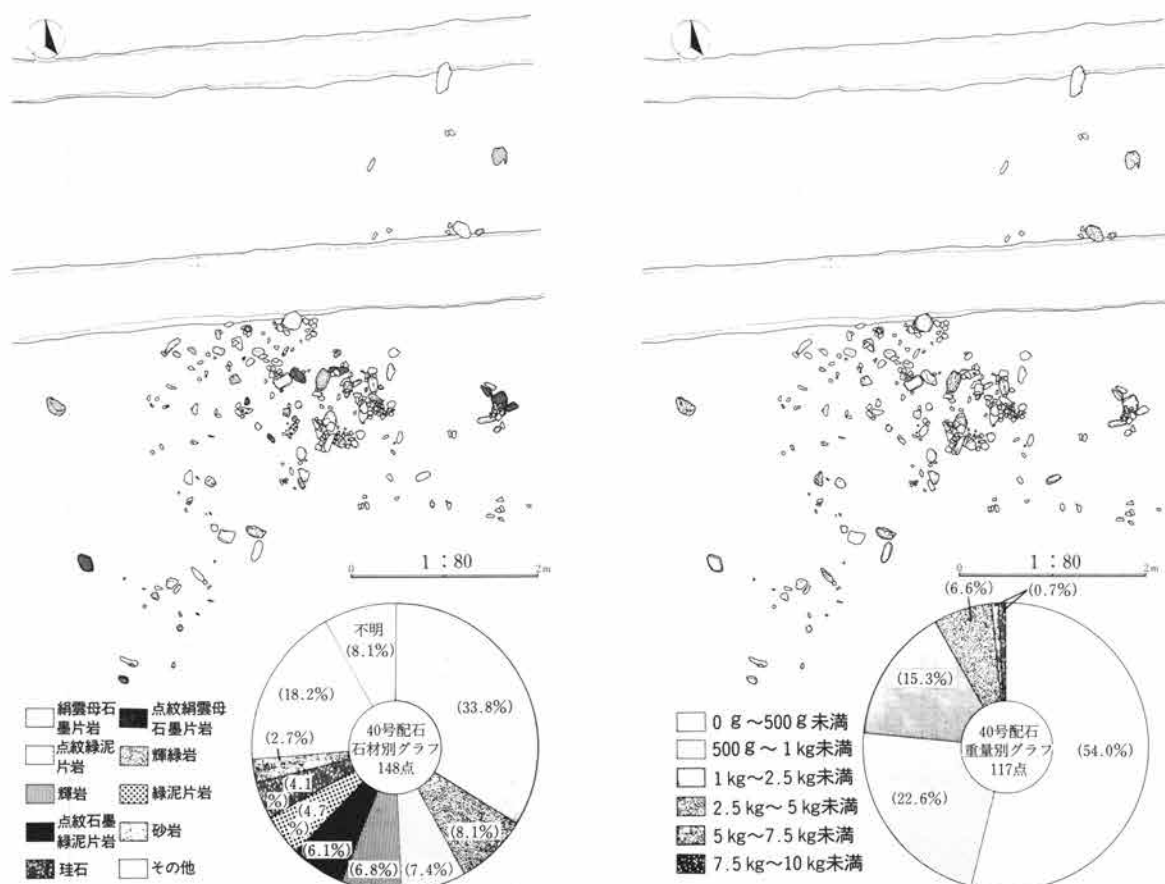 1：80
0
2m
不明
(8.1%)
(18.2%)
(33.8%)
(2.7%)
(4.1
%)
(4.7
%)
(6.1%)
(6.8%)
(7.4%)
(8.1%)
40号配石
石材別グラフ
148点
絹雲母石
墨片岩
点紋絹雲母
石墨片岩
点紋緑泥
片岩
輝緑岩
輝岩
緑泥片岩
点紋石墨
緑泥片岩
砂岩
珪石
その他
1：80
0
2m
(6.6%)
(0.7%)
(15.3%)
(54.0%)
(22.6%)
40号配石
重量別グラフ
117点
0g～500g未満
500g～1kg未満
1kg～2.5kg未満
2.5kg～5kg未満
5kg～7.5kg未満
7.5kg～10kg未満